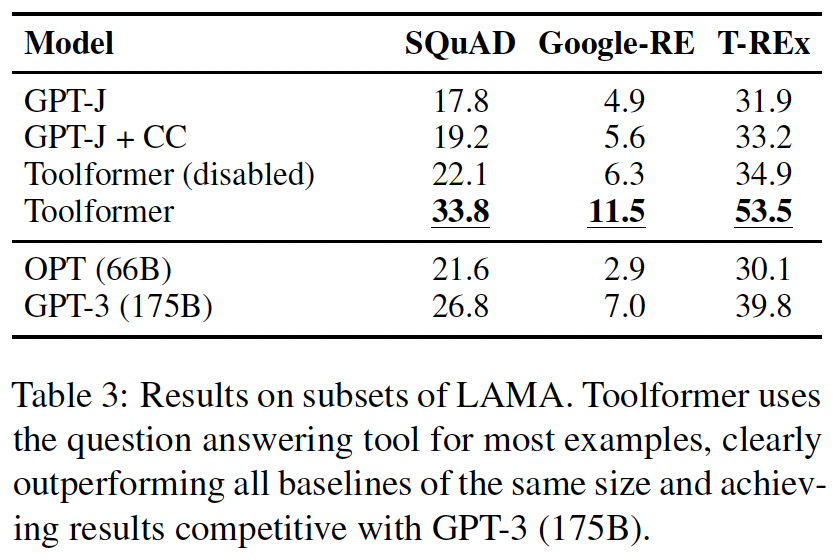 Model SQuAD Google-RE T-REx
GPT-J 17.8 4.9 31.9
GPT-J + CC 19.2 5.6 33.2
Toolformer (disabled) 22.1 6.3 34.9
Toolformer 33.8 11.5 53.5
OPT (66B) 21.6 2.9 30.1
GPT-3 (175B) 26.8 7.0 39.8
Table 3: Results on subsets of LAMA. Toolformer uses
the question answering tool for most examples, clearly
outperforming all baselines of the same size and achiev-
ing results competitive with GPT-3 (175B).